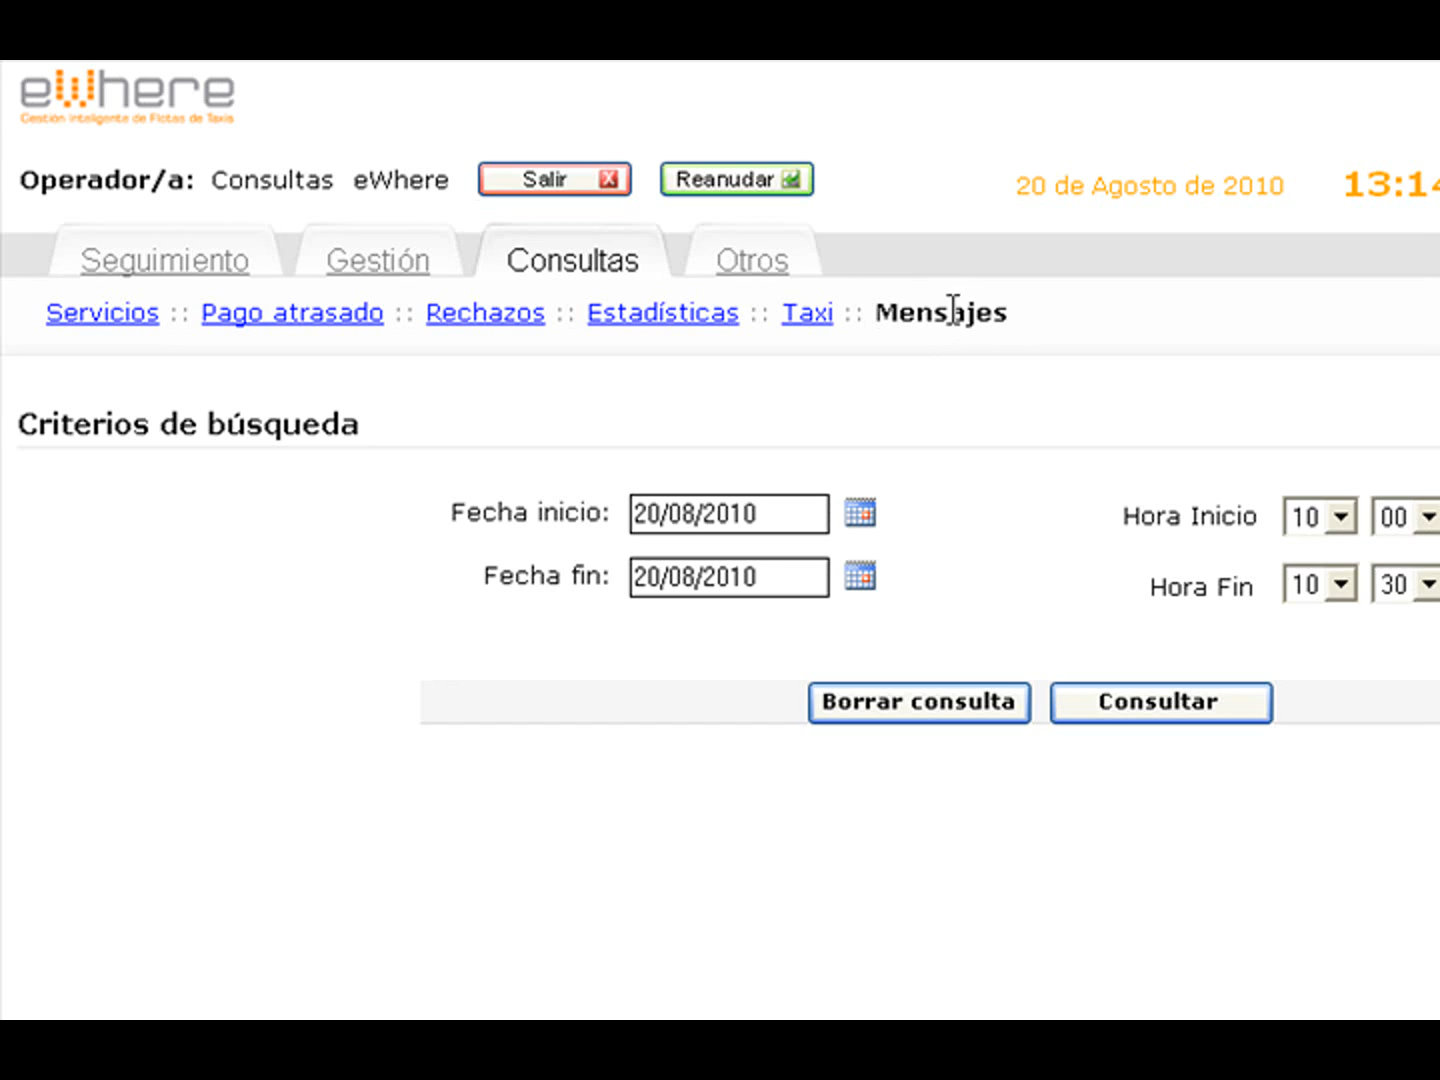 eWhere
Gestión Inteligente de Flotas de Taxis
Operador/a: Consultas eWhere Salir Reanudar 20 de Agosto de 2010 13:14
Seguimiento Gestión Consultas Otros
Servicios :: Pago atrasado :: Rechazos :: Estadísticas :: Taxi :: Mensajes
Criterios de búsqueda
Fecha inicio: 20/08/2010 Hora Inicio 10 00
Fecha fin: 20/08/2010 Hora Fin 10 30
Borrar consulta Consultar